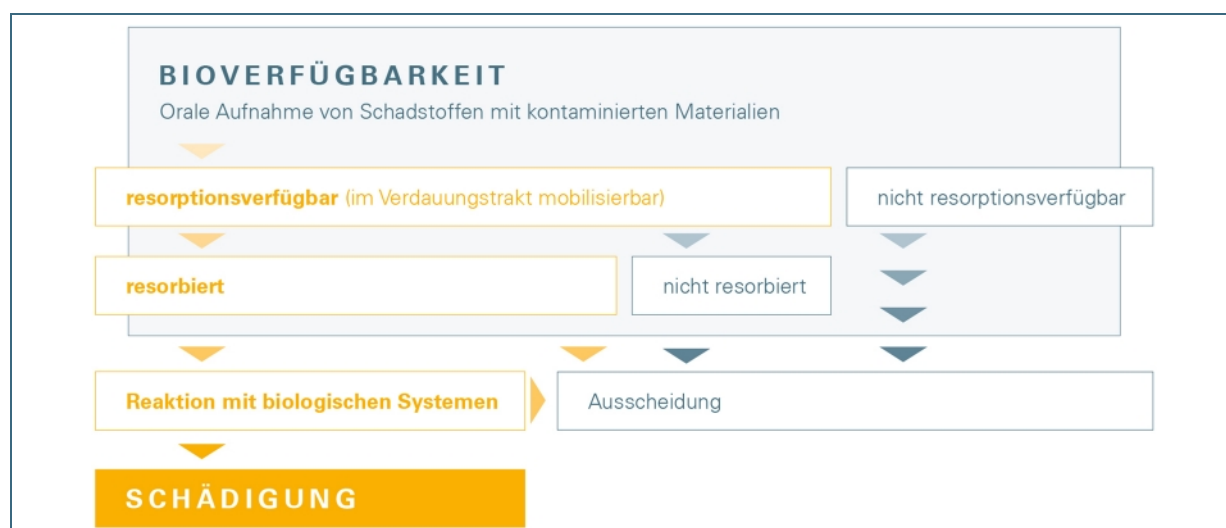 BIOVERFÜGBARKEIT
Orale Aufnahme von Schadstoffen mit kontaminierten Materialien
resorptionsverfügbar (im Verdauungstrakt mobilisierbar)
nicht resorptionsverfügbar
resorbiert
nicht resorbiert
Reaktion mit biologischen Systemen
Ausscheidung
SCHÄDIGUNG